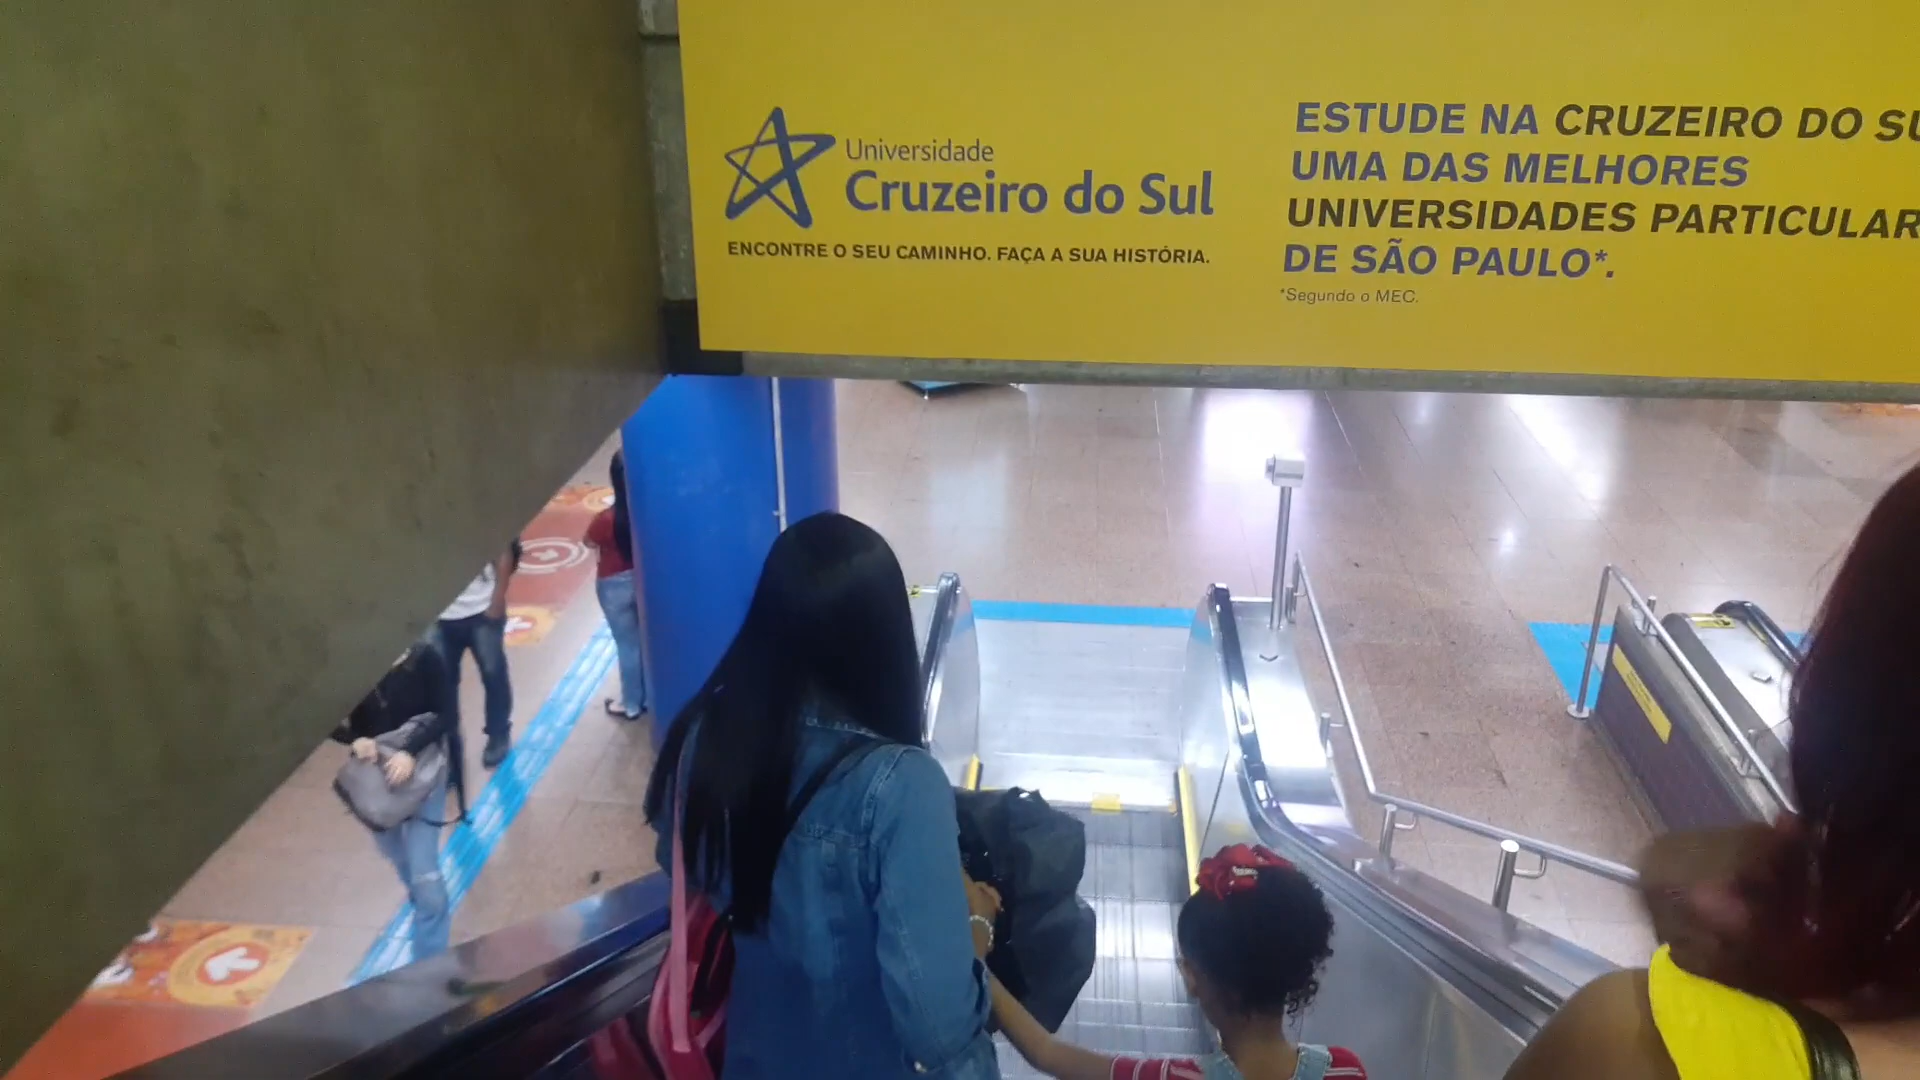 Universidade
Cruzeiro do Sul
ENCONTRE O SEU CAMINHO. FAÇA A SUA HISTÓRIA.
ESTUDE NA CRUZEIRO DO SU
UMA DAS MELHORES
UNIVERSIDADES PARTICULAR
DE SÃO PAULO*.
*Segundo o MEC.